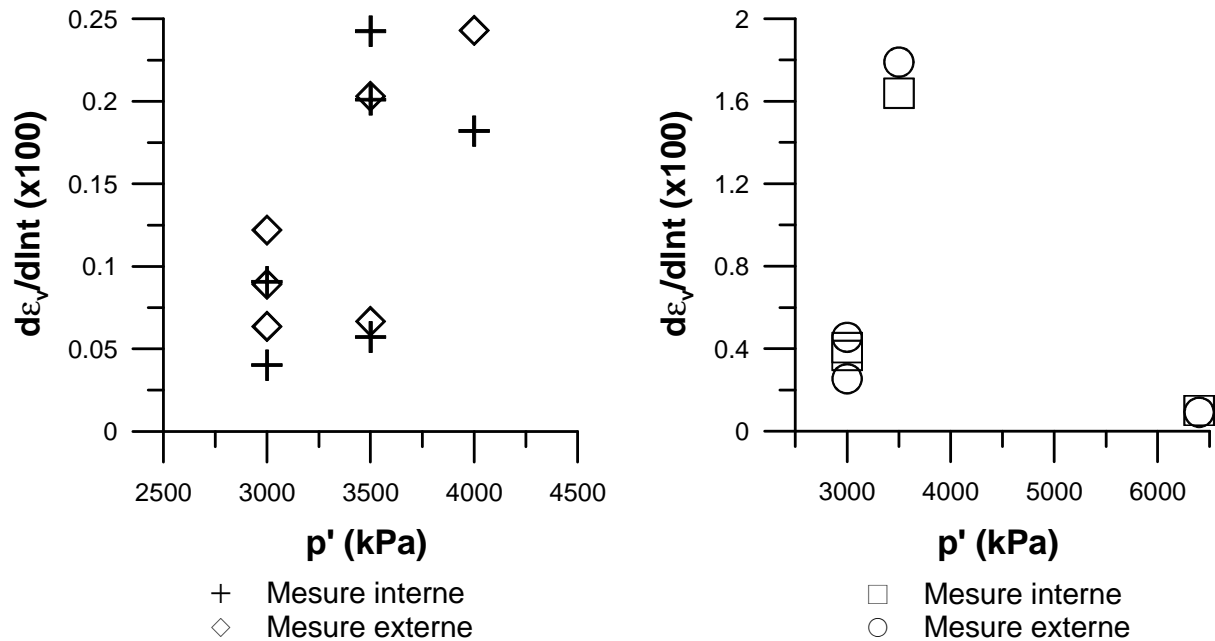 0.25
0.2
0.15
0.1
0.05
0
dεv/dlnt (x100)
2500 3000 3500 4000 4500
p' (kPa)
Mesure interne
Mesure externe
2
1.6
1.2
0.8
0.4
0
dεv/dlnt (x100)
3000 4000 5000 6000
p' (kPa)
Mesure interne
Mesure externe